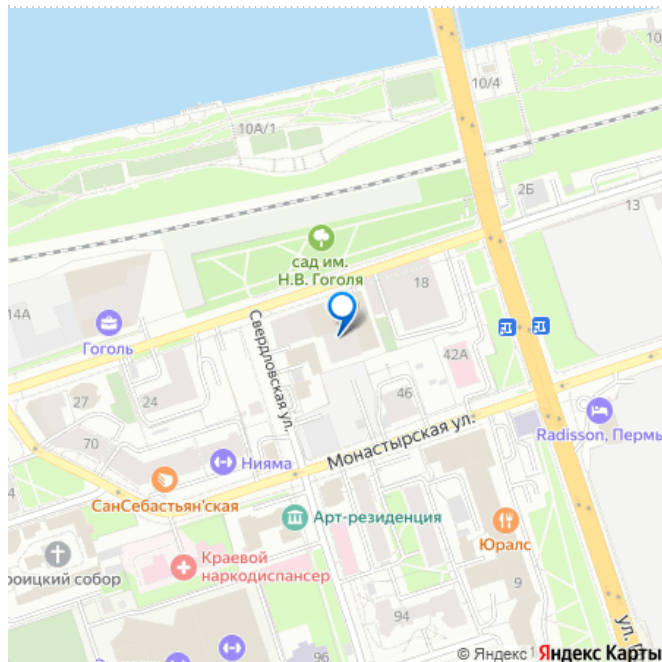 10
10/4
10А/1
2Б
13
сад им.
Н.В. Гоголя
18
14А
Гоголь
Свердловская ул.
42А
46
27
24
70
Radisson, Пермь
Нияма
Монастырская ул.
4
СанСебастьян'ская
Арт-резиденция
Юралс
роицкий собор
Краевой
наркодиспансер
9
94
96
ул. П
© Яндекс
Яндекс Карты